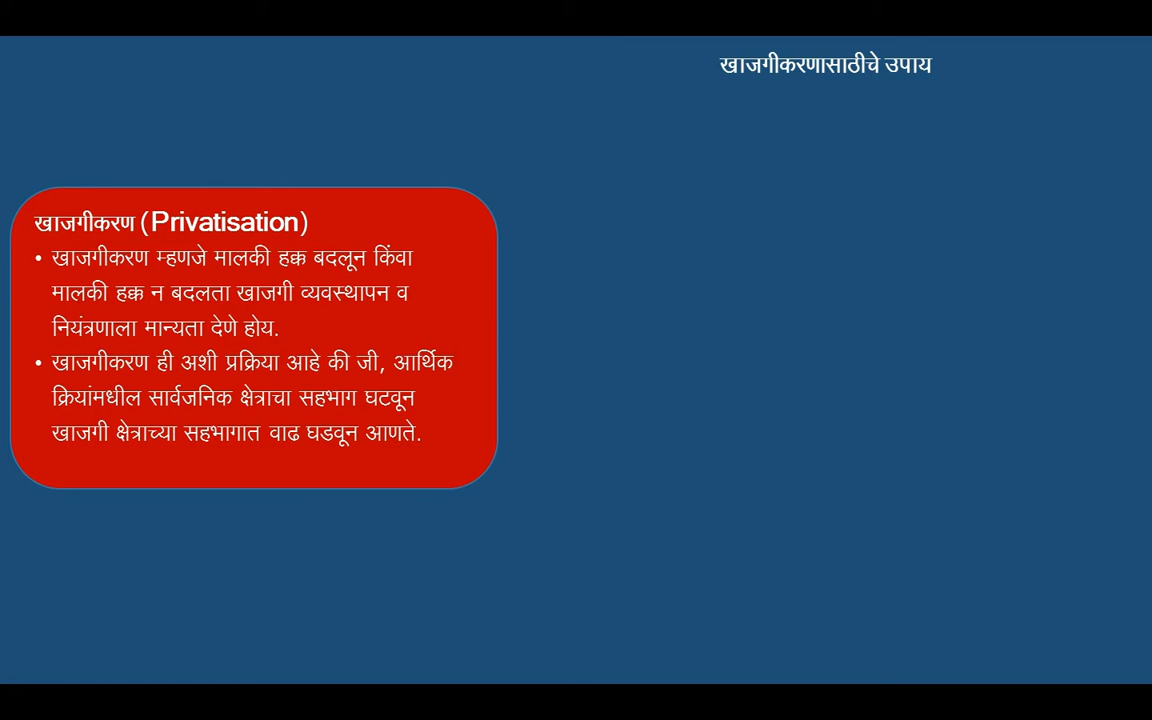 खाजगीकरणासाठीचे उपाय
खाजगीकरण (Privatisation)
• खाजगीकरण म्हणजे मालकी हक्क बदलून किंवा
मालकी हक्क न बदलता खाजगी व्यवस्थापन व
नियंत्रणाला मान्यता देणे होय.
• खाजगीकरण ही अशी प्रक्रिया आहे की जी, आर्थिक
क्रियांमधील सार्वजनिक क्षेत्राचा सहभाग घटवून
खाजगी क्षेत्राच्या सहभागात वाढ घडवून आणते.